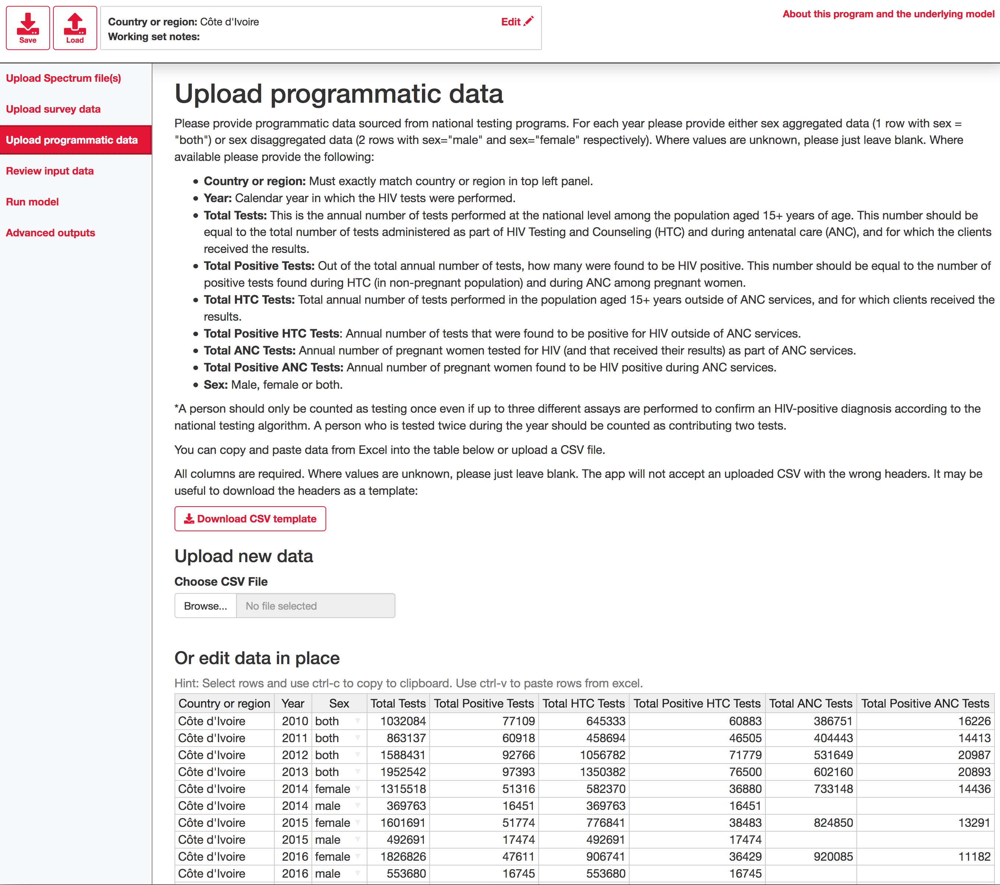 Save
Load
Country or region: Côte d'Ivoire
Working set notes:
Edit
About this program and the underlying model
Upload Spectrum file(s)
Upload survey data
Upload programmatic data
Review input data
Run model
Advanced outputs
Upload programmatic data
Please provide programmatic data sourced from national testing programs. For each year please provide either sex aggregated data (1 row with sex =
"both") or sex disaggregated data (2 rows with sex="male" and sex="female" respectively). Where values are unknown, please just leave blank. Where
available please provide the following:
• Country or region: Must exactly match country or region in top left panel.
• Year: Calendar year in which the HIV tests were performed.
• Total Tests: This is the annual number of tests performed at the national level among the population aged 15+ years of age. This number should be
equal to the total number of tests administered as part of HIV Testing and Counseling (HTC) and during antenatal care (ANC), and for which the clients
received the results.
• Total Positive Tests: Out of the total annual number of tests, how many were found to be HIV positive. This number should be equal to the number of
positive tests found during HTC (in non-pregnant population) and during ANC among pregnant women.
• Total HTC Tests: Total annual number of tests performed in the population aged 15+ years outside of ANC services, and for which clients received the
results.
• Total Positive HTC Tests: Annual number of tests that were found to be positive for HIV outside of ANC services.
• Total ANC Tests: Annual number of pregnant women tested for HIV (and that received their results) as part of ANC services.
• Total Positive ANC Tests: Annual number of pregnant women found to be HIV positive during ANC services.
• Sex: Male, female or both.
*A person should only be counted as testing once even if up to three different assays are performed to confirm an HIV-positive diagnosis according to the
national testing algorithm. A person who is tested twice during the year should be counted as contributing two tests.
You can copy and paste data from Excel into the table below or upload a CSV file.
All columns are required. Where values are unknown, please just leave blank. The app will not accept an uploaded CSV with the wrong headers. It may be
useful to download the headers as a template:
Download CSV template
Upload new data
Choose CSV File
Browse... No file selected
Or edit data in place
Hint: Select rows and use ctrl-c to copy to clipboard. Use ctrl-v to paste rows from excel.
Country or region Year Sex Total Tests Total Positive Tests Total HTC Tests Total Positive HTC Tests Total ANC Tests Total Positive ANC Tests
Côte d'Ivoire 2010 both 1032084 77109 645333 60883 386751 16226
Côte d'Ivoire 2011 both 863137 60918 458694 46505 404443 14413
Côte d'Ivoire 2012 both 1588431 92766 1056782 71779 531649 20987
Côte d'Ivoire 2013 both 1952542 97393 1350382 76500 602160 20893
Côte d'Ivoire 2014 female 1315518 51316 582370 36880 733148 14436
Côte d'Ivoire 2014 male 369763 16451 369763 16451
Côte d'Ivoire 2015 female 1601691 51774 776841 38483 824850 13291
Côte d'Ivoire 2015 male 492691 17474 492691 17474
Côte d'Ivoire 2016 female 1826826 47611 906741 36429 920085 11182
Côte d'Ivoire 2016 male 553680 16745 553680 16745